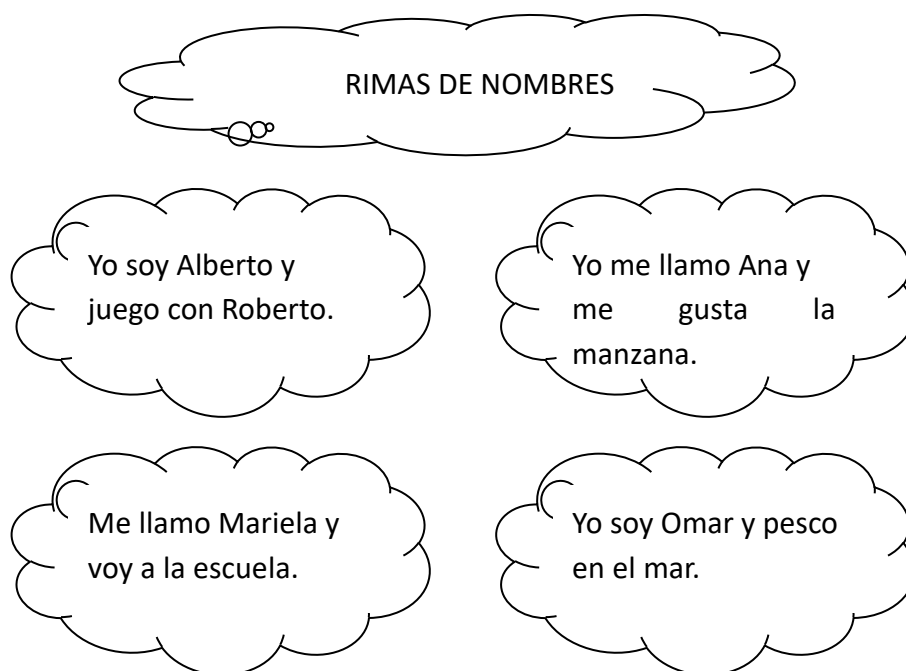 RIMAS DE NOMBRES
Yo soy Alberto y
juego con Roberto.
Yo me llamo Ana y
me gusta la
manzana.
Me llamo Mariela y
voy a la escuela.
Yo soy Omar y pesco
en el mar.